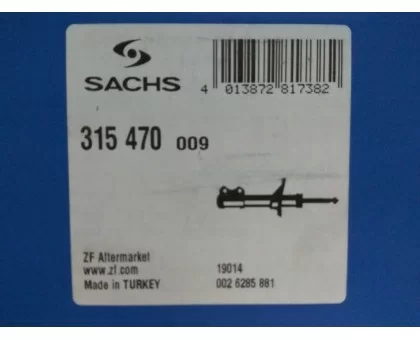 SACHS
4 013872 817382
315 470 009
ZF Aftermarket
www.zf.com
Made in TURKEY
19014
002 6285 881